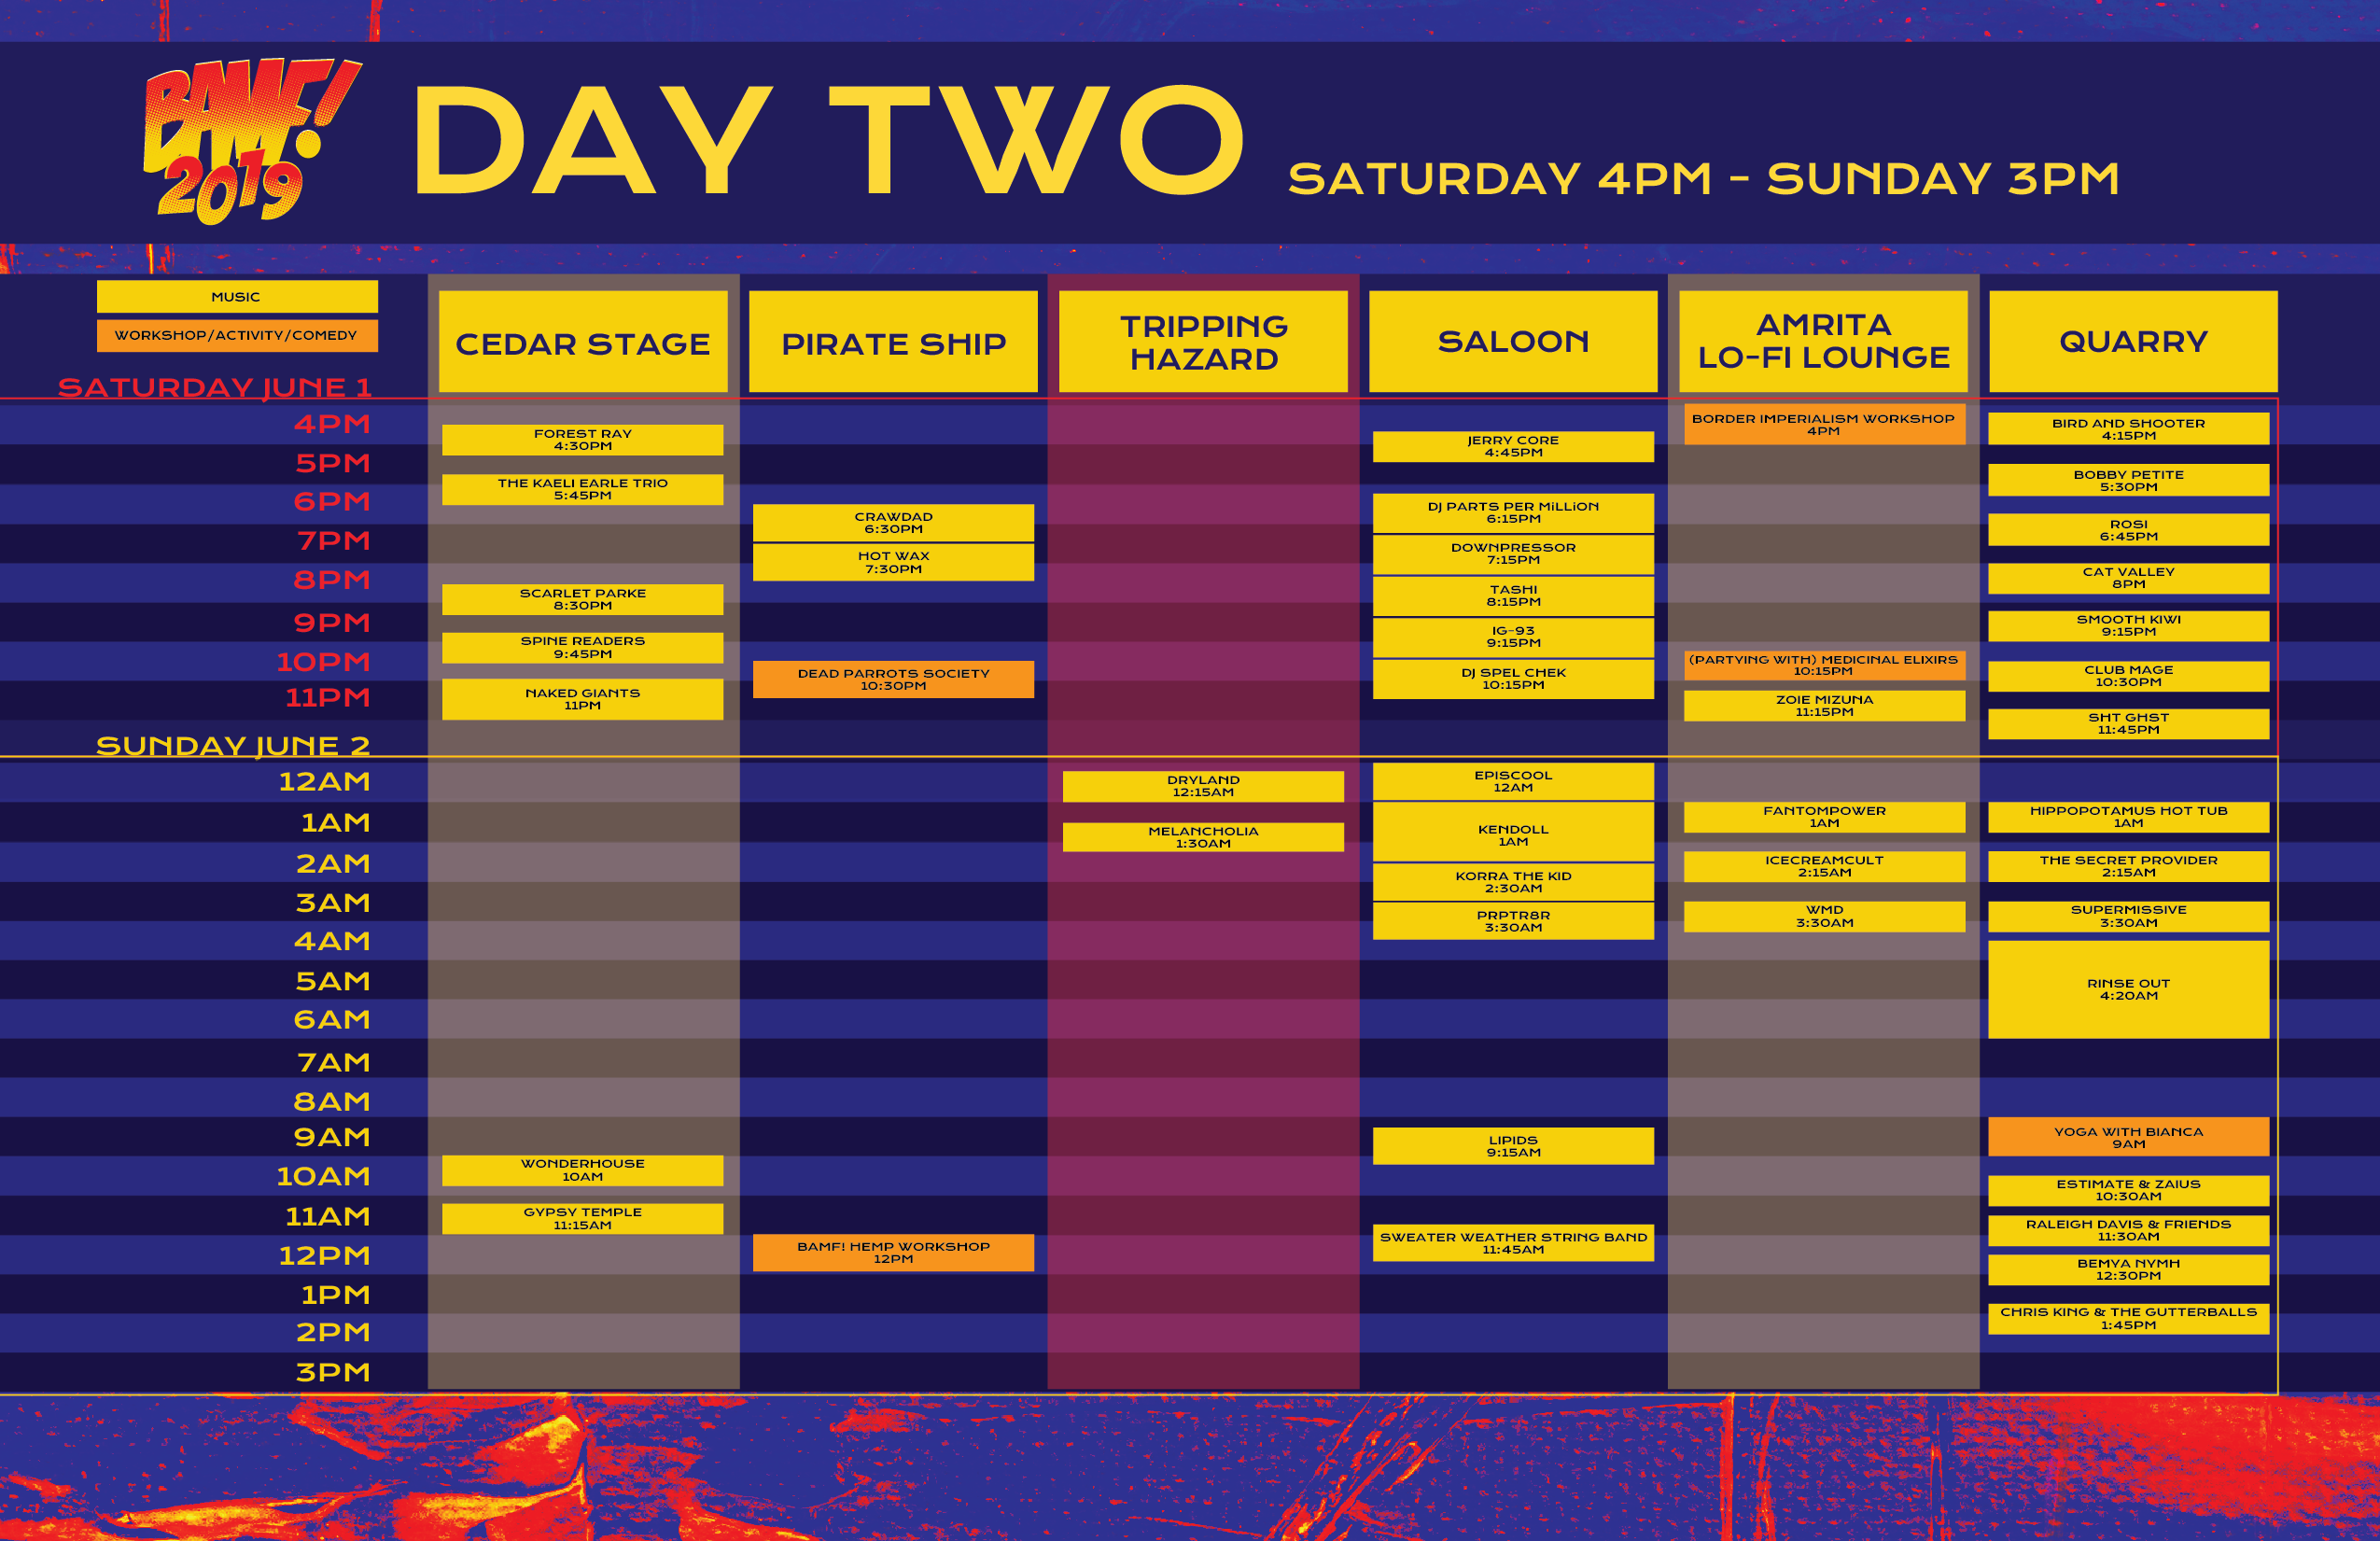 BAMF!
2019
DAY TWO
SATURDAY 4PM - SUNDAY 3PM
MUSIC
WORKSHOP/ACTIVITY/COMEDY
CEDAR STAGE
PIRATE SHIP
TRIPPING
HAZARD
SALOON
AMRITA
LO-FI LOUNGE
QUARRY
SATURDAY JUNE 1
4PM
5PM
6PM
7PM
8PM
9PM
10PM
11PM
SUNDAY JUNE 2
12AM
1AM
2AM
3AM
4AM
5AM
6AM
7AM
8AM
9AM
10AM
11AM
12PM
1PM
2PM
3PM
FOREST RAY
4:30PM
THE KAELI EARLE TRIO
5:45PM
SCARLET PARKE
8:30PM
SPINE READERS
9:45PM
NAKED GIANTS
11PM
WONDERHOUSE
10AM
GYPSY TEMPLE
11:15AM
CRAWDAD
6:30PM
HOT WAX
7:30PM
DEAD PARROTS SOCIETY
10:30PM
BAMF! HEMP WORKSHOP
12PM
DRYLAND
12:15AM
MELANCHOLIA
1:30AM
JERRY CORE
4:45PM
DJ PARTS PER MiLLiON
6:15PM
DOWNPRESSOR
7:15PM
TASHI
8:15PM
IG-93
9:15PM
DJ SPEL CHEK
10:15PM
EPISCOOL
12AM
KENDOLL
1AM
KORRA THE KID
2:30AM
PRPTR8R
3:30AM
LIPIDS
9:15AM
SWEATER WEATHER STRING BAND
11:45AM
BORDER IMPERIALISM WORKSHOP
4PM
(PARTYING WITH) MEDICINAL ELIXIRS
10:15PM
ZOIE MIZUNA
11:15PM
FANTOMPOWER
1AM
ICECREAMCULT
2:15AM
WMD
3:30AM
BIRD AND SHOOTER
4:15PM
BOBBY PETITE
5:30PM
ROSI
6:45PM
CAT VALLEY
8PM
SMOOTH KIWI
9:15PM
CLUB MAGE
10:30PM
SHT GHST
11:45PM
HIPPOPOTAMUS HOT TUB
1AM
THE SECRET PROVIDER
2:15AM
SUPERMISSIVE
3:30AM
RINSE OUT
4:20AM
YOGA WITH BIANCA
9AM
ESTIMATE & ZAIUS
10:30AM
RALEIGH DAVIS & FRIENDS
11:30AM
BEMYA NYMH
12:30PM
CHRIS KING & THE GUTTERBALLS
1:45PM